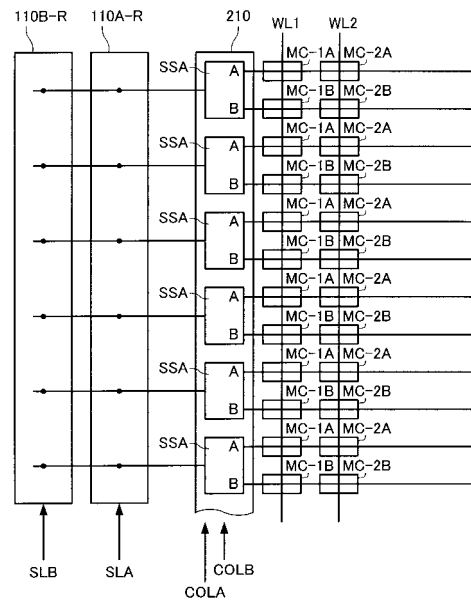 110B-R 110A-R 210 WL1 WL2
MC-1A MC-2A
SSA A
MC-1B MC-2B
B
MC-1A MC-2A
SSA A
MC-1B MC-2B
B
MC-1A MC-2A
SSA A
MC-1B MC-2B
B
MC-1A MC-2A
SSA A
MC-1B MC-2B
B
MC-1A MC-2A
SSA A
MC-1B MC-2B
B
MC-1A MC-2A
SSA A
MC-1B MC-2B
B
SLB SLA COLB
COLA